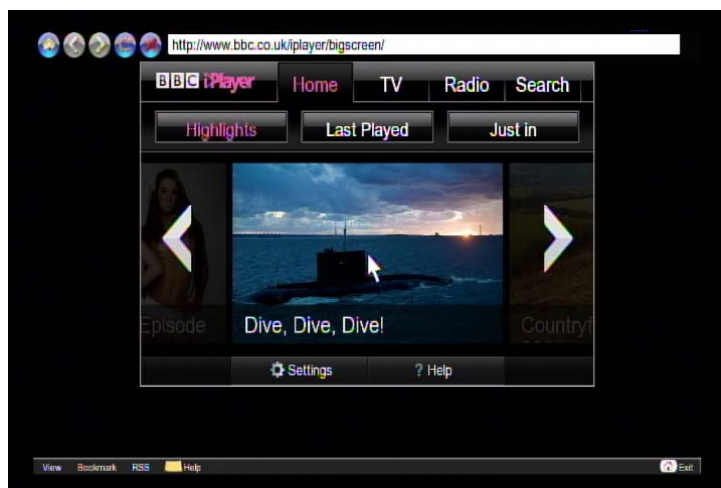 http://www.bbc.co.uk/iplayer/bigscreen/
BBC iPlayer Home TV Radio Search
Highlights Last Played Just in
Episode Dive, Dive, Dive! Countryf
Settings ? Help
View Bookmark RSS Help Exit